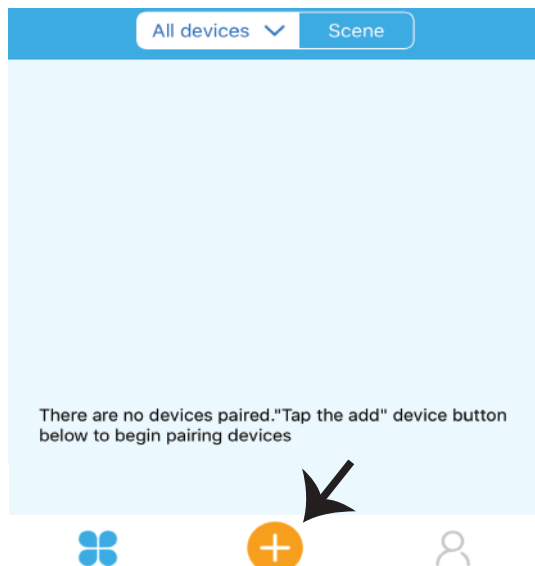 All devices Scene
There are no devices paired."Tap the add" device button
below to begin pairing devices